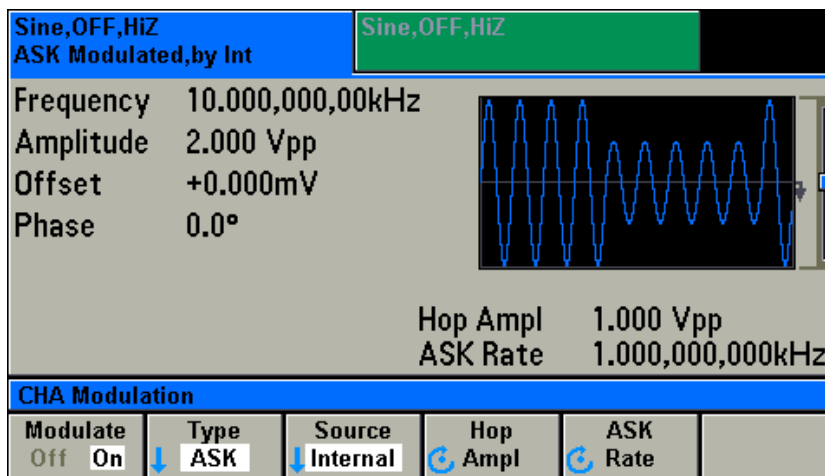 Sine,OFF,HiZ
ASK Modulated,by Int
Sine,OFF,HiZ
Frequency 10.000,000,00kHz
Amplitude 2.000 Vpp
Offset +0.000mV
Phase 0.0°
Hop Ampl 1.000 Vpp
ASK Rate 1.000,000,000kHz
CHA Modulation
Modulate
Off On
Type
ASK
Source
Internal
Hop
Ampl
ASK
Rate